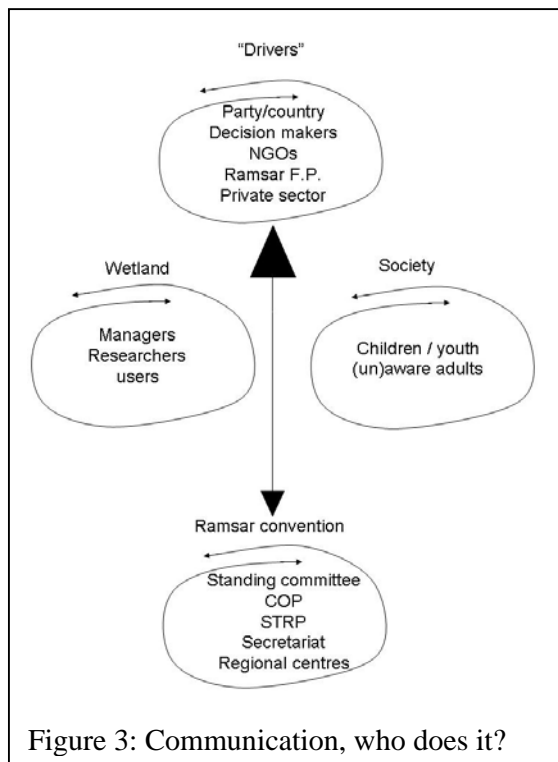 "Drivers"
Party/country
Decision makers
NGOs
Ramsar F.P.
Private sector
Wetland
Managers
Researchers
users
Society
Children / youth
(un)aware adults
Ramsar convention
Standing committee
COP
STRP
Secretariat
Regional centres
Figure 3: Communication, who does it?